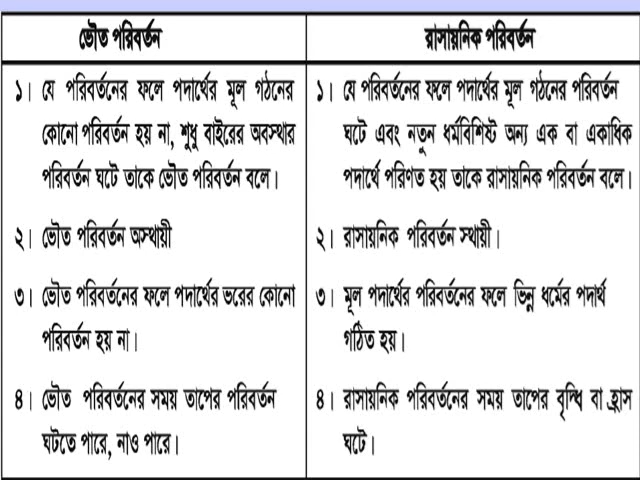 ভৌত পরিবর্তন
রাসায়নিক পরিবর্তন
১। যে পরিবর্তনের ফলে পদার্থের মূল গঠনের
কোনো পরিবর্তন হয় না, শুধু বাইরের অবস্থার
পরিবর্তন ঘটে তাকে ভৌত পরিবর্তন বলে।
১। যে পরিবর্তনের ফলে পদার্থের মূল গঠনের পরিবর্তন
ঘটে এবং নতুন ধর্মবিশিষ্ট অন্য এক বা একাধিক
পদার্থে পরিণত হয় তাকে রাসায়নিক পরিবর্তন বলে।
২। ভৌত পরিবর্তন অস্থায়ী
২। রাসায়নিক পরিবর্তন স্থায়ী।
৩। ভৌত পরিবর্তনের ফলে পদার্থের ভরের কোনো
পরিবর্তন হয় না।
৩। মূল পদার্থের পরিবর্তনের ফলে ভিন্ন ধর্মের পদার্থ
গঠিত হয়।
৪। ভৌত পরিবর্তনের সময় তাপের পরিবর্তন
ঘটতে পারে, নাও পারে।
৪। রাসায়নিক পরিবর্তনের সময় তাপের বৃদ্ধি বা হ্রাস
ঘটে।